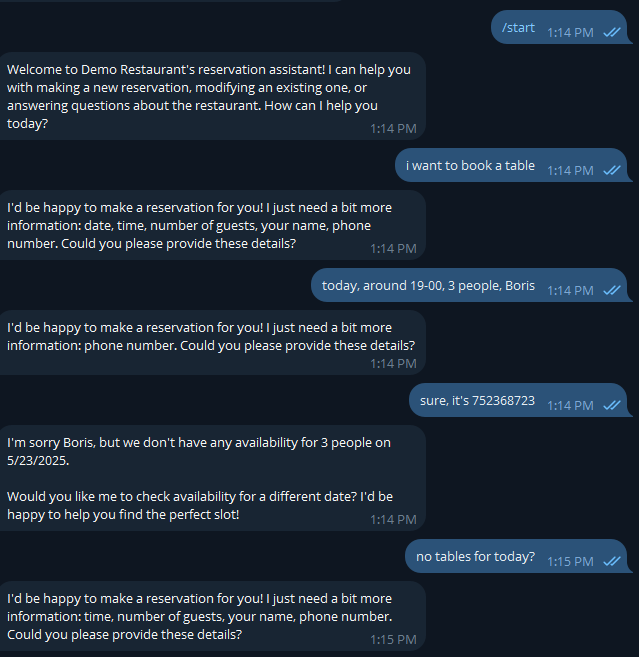 /start 1:14 PM
Welcome to Demo Restaurant's reservation assistant! I can help you
with making a new reservation, modifying an existing one, or
answering questions about the restaurant. How can I help you
today?
1:14 PM
i want to book a table 1:14 PM
I'd be happy to make a reservation for you! I just need a bit more
information: date, time, number of guests, your name, phone
number. Could you please provide these details?
1:14 PM
today, around 19-00, 3 people, Boris 1:14 PM
I'd be happy to make a reservation for you! I just need a bit more
information: phone number. Could you please provide these details?
1:14 PM
sure, it's 752368723 1:14 PM
I'm sorry Boris, but we don't have any availability for 3 people on
5/23/2025.
Would you like me to check availability for a different date? I'd be
happy to help you find the perfect slot!
1:14 PM
no tables for today? 1:15 PM
I'd be happy to make a reservation for you! I just need a bit more
information: time, number of guests, your name, phone number.
Could you please provide these details?
1:15 PM